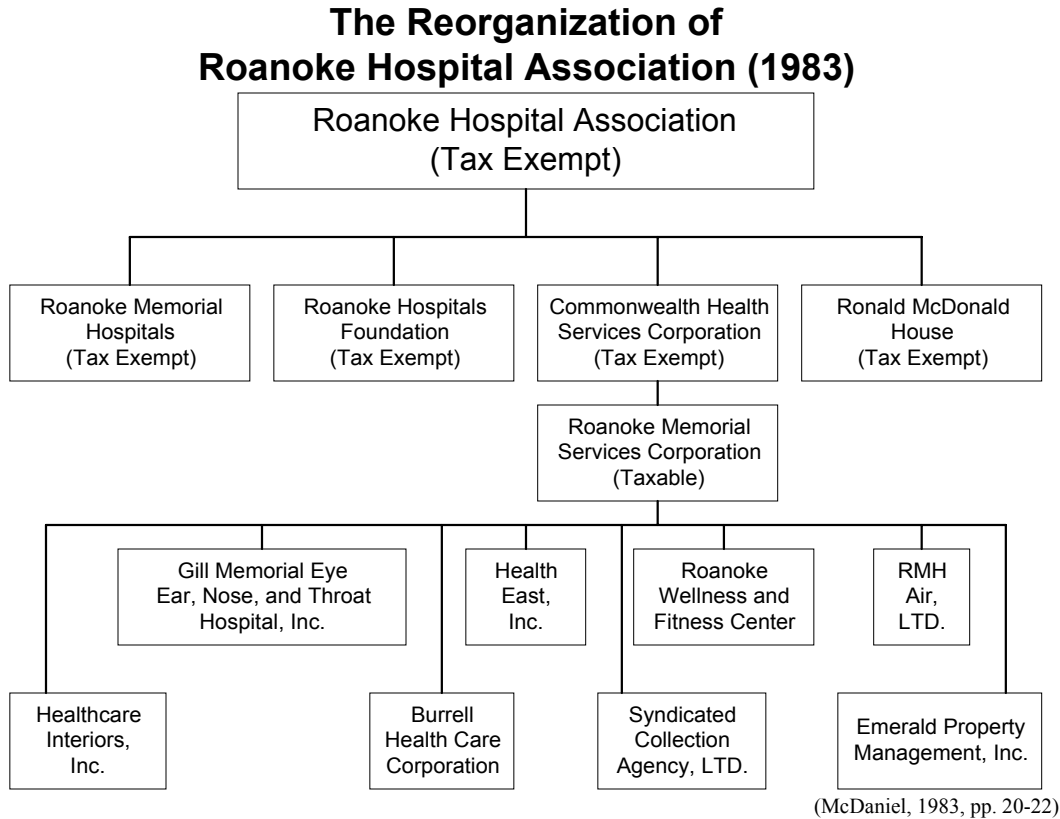 The Reorganization of
Roanoke Hospital Association (1983)
Roanoke Hospital Association
(Tax Exempt)
Roanoke Memorial
Hospitals
(Tax Exempt)
Roanoke Hospitals
Foundation
(Tax Exempt)
Commonwealth Health
Services Corporation
(Tax Exempt)
Ronald McDonald
House
(Tax Exempt)
Roanoke Memorial
Services Corporation
(Taxable)
Gill Memorial Eye
Ear, Nose, and Throat
Hospital, Inc.
Health
East,
Inc.
Roanoke
Wellness and
Fitness Center
RMH
Air,
LTD.
Healthcare
Interiors,
Inc.
Burrell
Health Care
Corporation
Syndicated
Collection
Agency, LTD.
Emerald Property
Management, Inc.
(McDaniel, 1983, pp. 20-22)